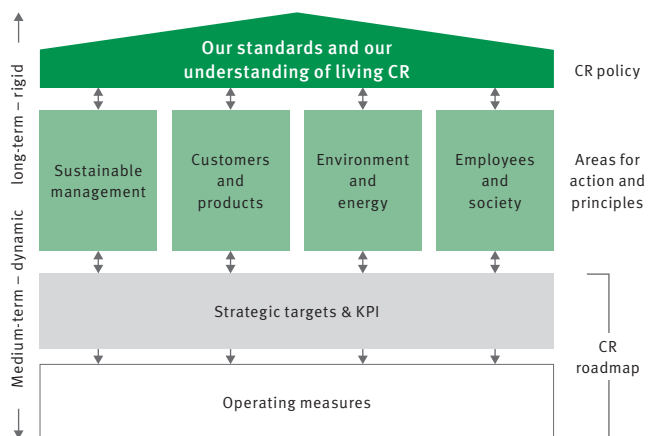 Our standards and our
understanding of living CR
CR policy
long-term – rigid
Sustainable
management
Customers
and
products
Environment
and
energy
Employees
and
society
Areas for
action and
principles
Medium-term – dynamic
Strategic targets & KPI
CR
roadmap
Operating measures